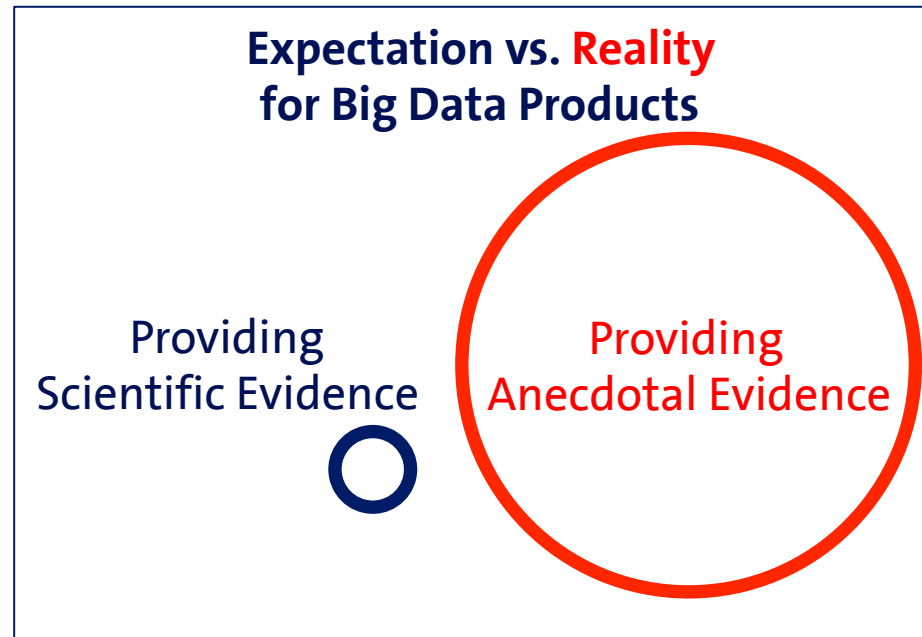 Expectation vs. Reality
for Big Data Products
Providing
Scientific Evidence
Providing
Anecdotal Evidence